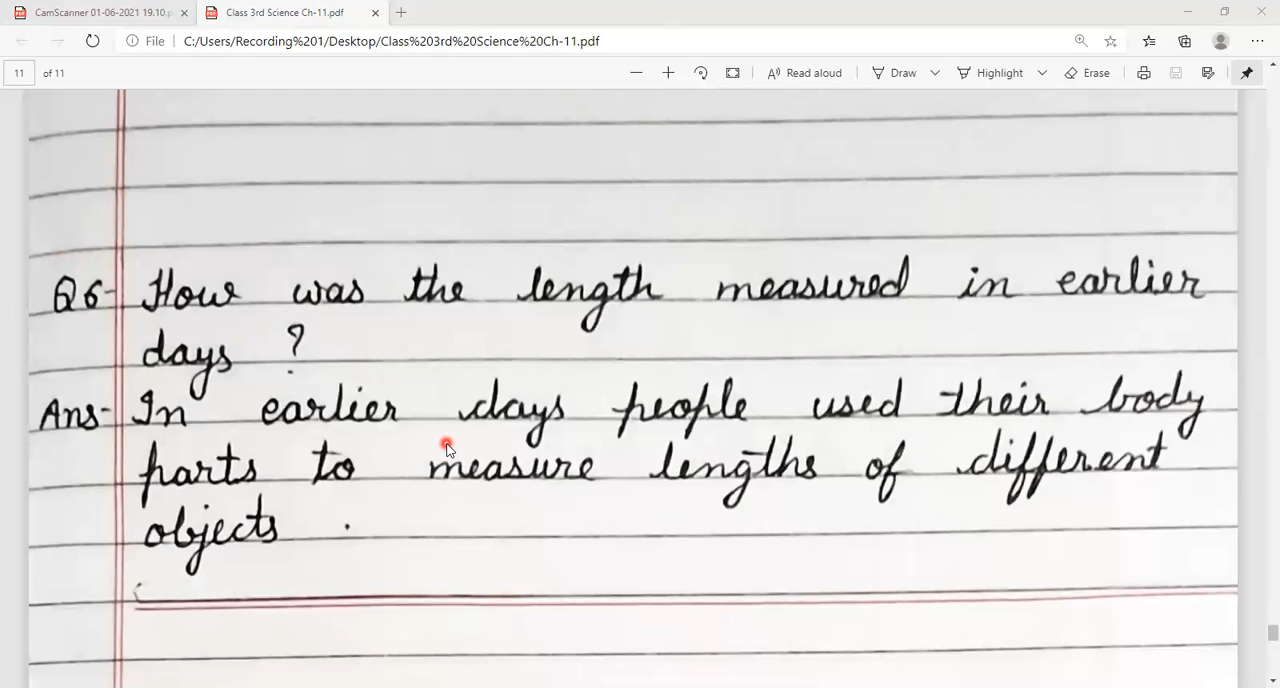 CamScanner 01-06-2021 19.10.p
Class 3rd Science Ch-11.pdf
File
C:/Users/Recording%201/Desktop/Class%203rd%20Science%20Ch-11.pdf
11 of 11
Read aloud
Draw
Highlight
Erase
Q6- How was the length measured in earlier
days ?
Ans- In earlier days people used their body
parts to measure lengths of different
objects .